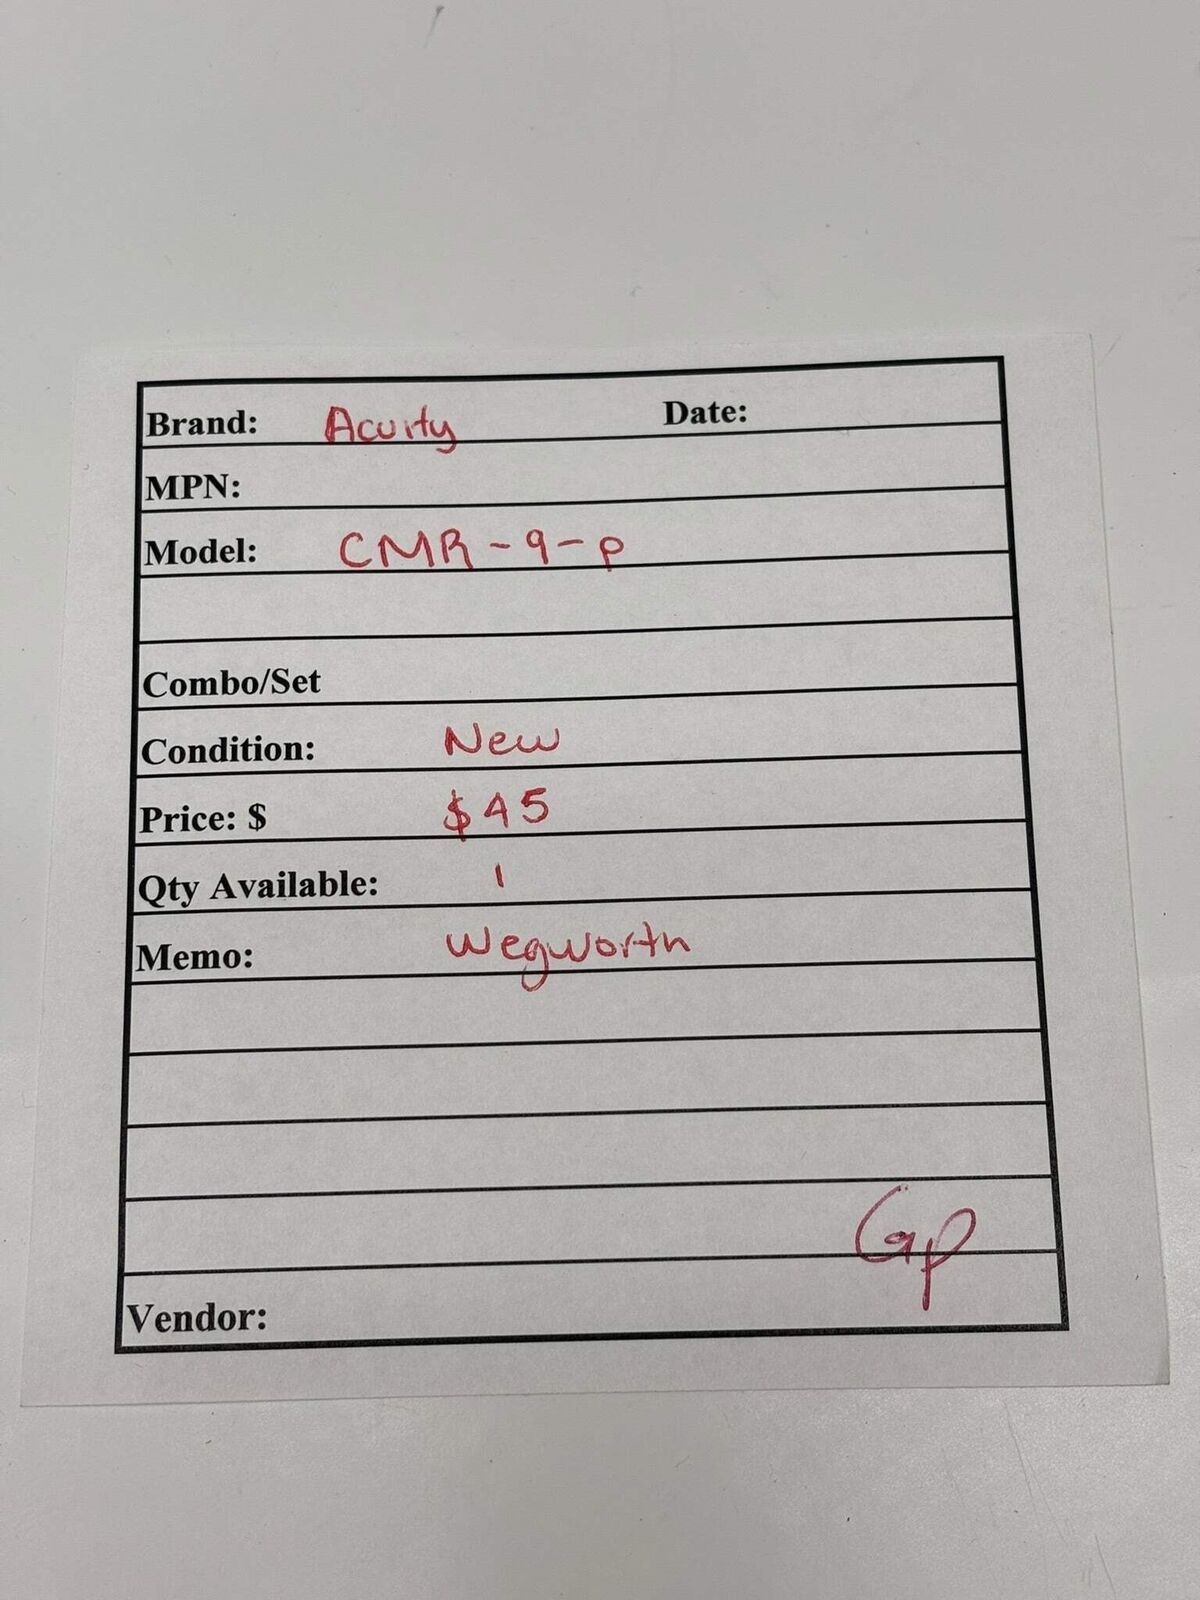 Brand: Acuity Date:
MPN:
Model: CMR-9-P
Combo/Set
Condition: New
Price: $ $45
Qty Available: 1
Memo: Wegworth
GP
Vendor: